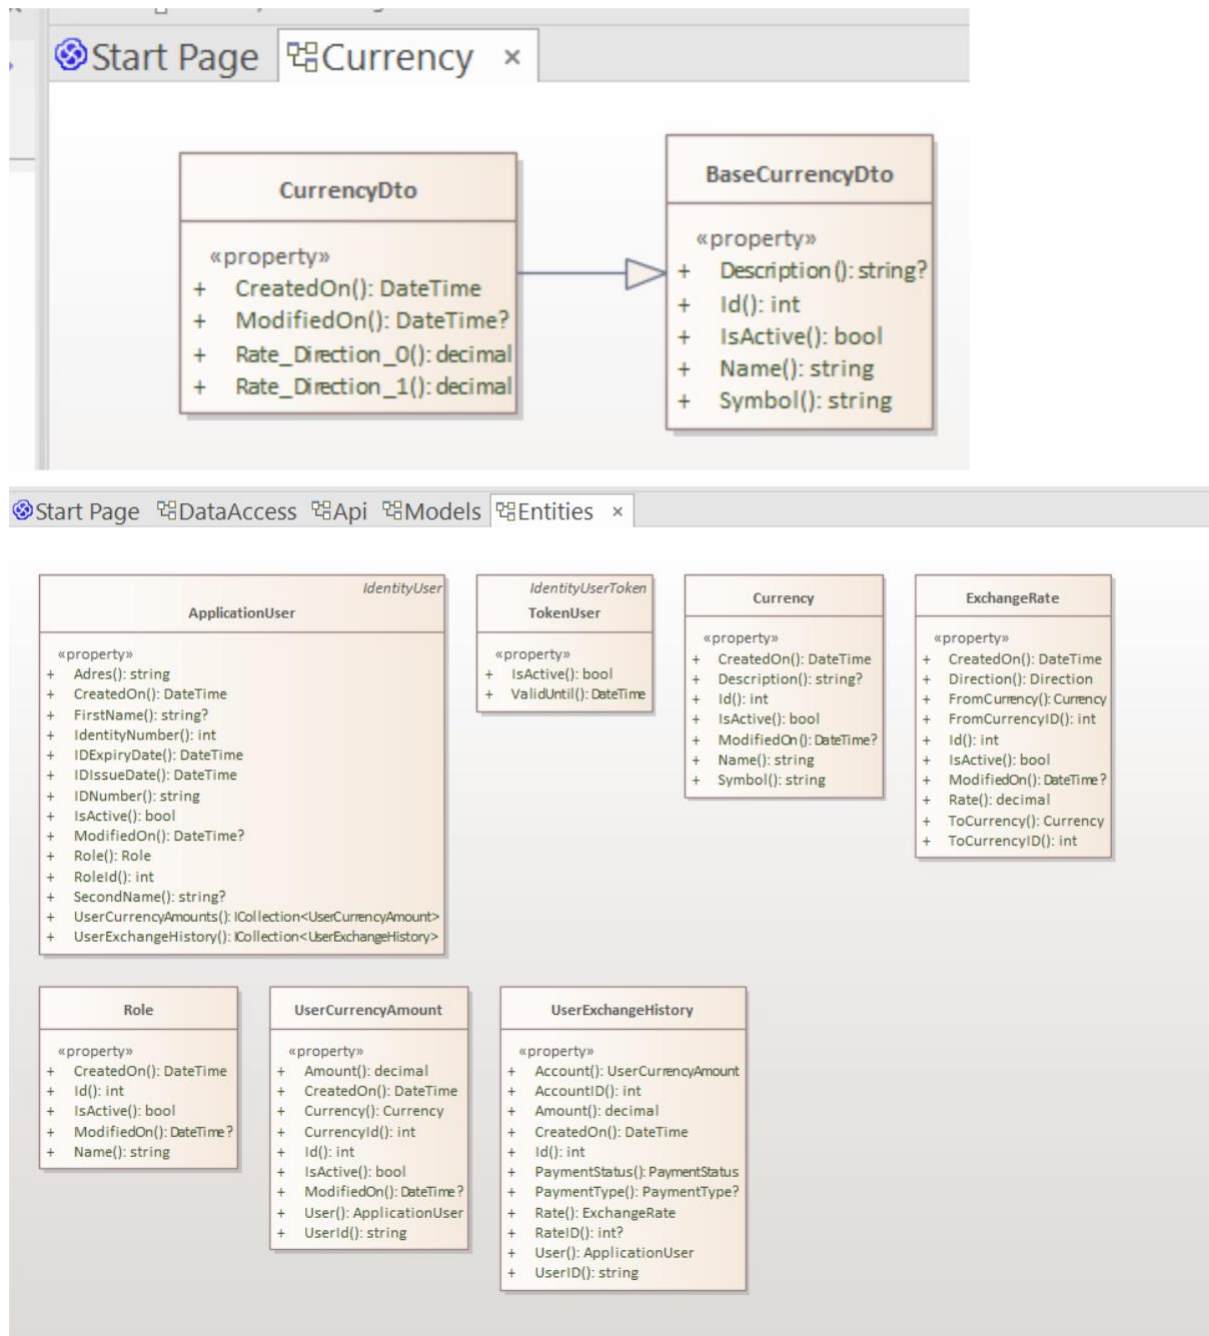 Start Page Currency ×
CurrencyDto
«property»
+ CreatedOn(): DateTime
+ ModifiedOn(): DateTime?
+ Rate_Direction_0(): decimal
+ Rate_Direction_1(): decimal
BaseCurrencyDto
«property»
+ Description(): string?
+ Id(): int
+ IsActive(): bool
+ Name(): string
+ Symbol(): string
Start Page DataAccess Api Models Entities ×
IdentityUser
ApplicationUser
«property»
+ Adres(): string
+ CreatedOn(): DateTime
+ FirstName(): string?
+ IdentityNumber(): int
+ IDExpiryDate(): DateTime
+ IDIssueDate(): DateTime
+ IDNumber(): string
+ IsActive(): bool
+ ModifiedOn(): DateTime?
+ Role(): Role
+ RoleId(): int
+ SecondName(): string?
+ UserCurrencyAmounts(): ICollection<UserCurrencyAmount>
+ UserExchangeHistory(): ICollection<UserExchangeHistory>
IdentityUserToken
TokenUser
«property»
+ IsActive(): bool
+ ValidUntil(): DateTime
Currency
«property»
+ CreatedOn(): DateTime
+ Description(): string?
+ Id(): int
+ IsActive(): bool
+ ModifiedOn(): DateTime?
+ Name(): string
+ Symbol(): string
ExchangeRate
«property»
+ CreatedOn(): DateTime
+ Direction(): Direction
+ FromCurrency(): Currency
+ FromCurrencyID(): int
+ Id(): int
+ IsActive(): bool
+ ModifiedOn(): DateTime?
+ Rate(): decimal
+ ToCurrency(): Currency
+ ToCurrencyID(): int
Role
«property»
+ CreatedOn(): DateTime
+ Id(): int
+ IsActive(): bool
+ ModifiedOn(): DateTime?
+ Name(): string
UserCurrencyAmount
«property»
+ Amount(): decimal
+ CreatedOn(): DateTime
+ Currency(): Currency
+ CurrencyId(): int
+ Id(): int
+ IsActive(): bool
+ ModifiedOn(): DateTime?
+ User(): ApplicationUser
+ UserId(): string
UserExchangeHistory
«property»
+ Account(): UserCurrencyAmount
+ AccountID(): int
+ Amount(): decimal
+ CreatedOn(): DateTime
+ Id(): int
+ PaymentStatus(): PaymentStatus
+ PaymentType(): PaymentType?
+ Rate(): ExchangeRate
+ RateID(): int?
+ User(): ApplicationUser
+ UserID(): string